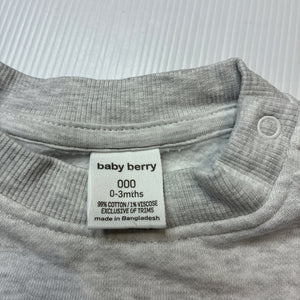 baby berry
000
0-3mths
99% COTTON / 1% VISCOSE
EXCLUSIVE OF TRIMS
made in Bangladesh